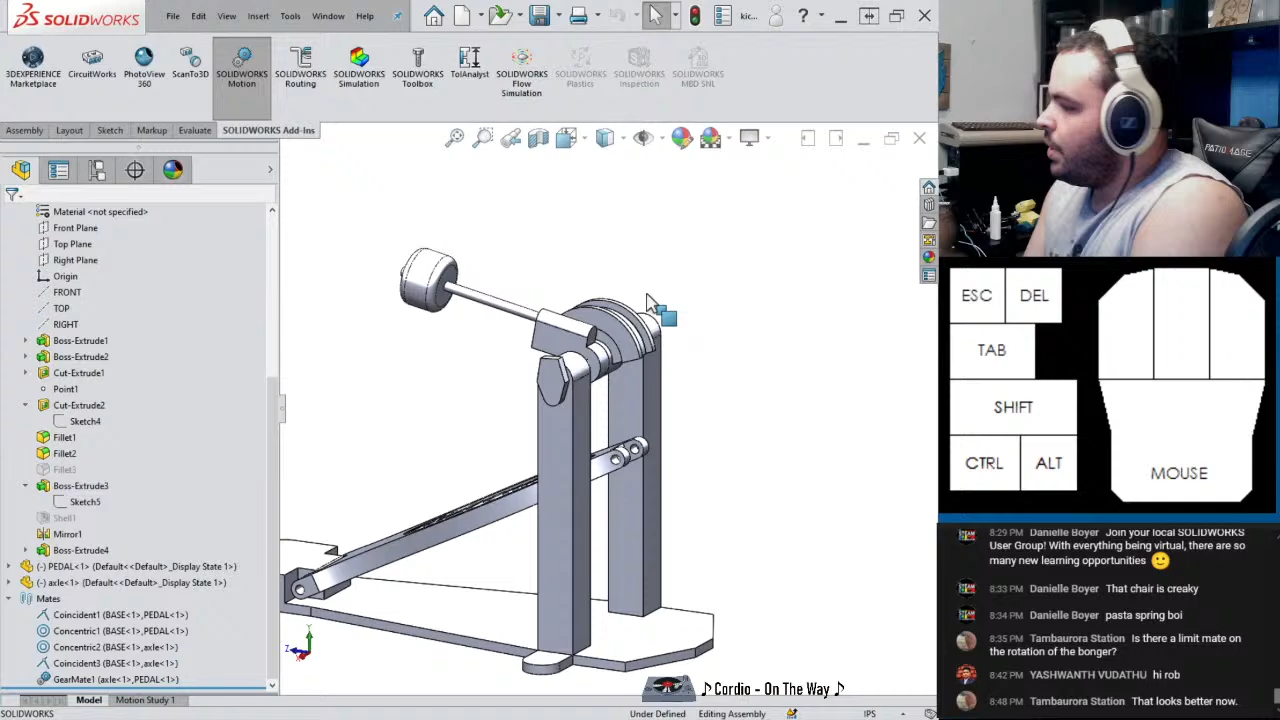 SOLIDWORKS
File Edit View Insert Tools Window Help
kic...
3DEXPERIENCE Marketplace
CircuitWorks
PhotoView 360
ScanTo3D
SOLIDWORKS Motion
SOLIDWORKS Routing
SOLIDWORKS Simulation
SOLIDWORKS Toolbox
TolAnalyst
SOLIDWORKS Flow Simulation
SOLIDWORKS Plastics
SOLIDWORKS Inspection
SOLIDWORKS MBD SNL
Assembly Layout Sketch Markup Evaluate SOLIDWORKS Add-Ins
Material <not specified>
Front Plane
Top Plane
Right Plane
Origin
FRONT
TOP
RIGHT
Boss-Extrude1
Boss-Extrude2
Cut-Extrude1
Point1
Cut-Extrude2
Sketch4
Fillet1
Fillet2
Fillet3
Boss-Extrude3
Sketch5
Shell1
Mirror1
Boss-Extrude4
(-) PEDAL<1> (Default<<Default>_Display State 1>)
(-) axle<1> (Default<<Default>_Display State 1>)
Mates
Coincident1 (BASE<1>,PEDAL<1>)
Concentric1 (BASE<1>,PEDAL<1>)
Concentric2 (BASE<1>,axle<1>)
Coincident3 (BASE<1>,axle<1>)
GearMate1 (axle<1>,PEDAL<1>)
Model Motion Study 1
SOLIDWORKS
Under Defined Editing Assembly IPS
Y
Z
X
♪ Cordio - On The Way ♪
ESC
DEL
TAB
SHIFT
CTRL
ALT
MOUSE
8:29 PM Danielle Boyer Join your local SOLIDWORKS
User Group! With everything being virtual, there are so
many new learning opportunities 🙂
8:33 PM Danielle Boyer That chair is creaky
8:34 PM Danielle Boyer pasta spring boi
8:35 PM Tambaurora Station Is there a limit mate on
the rotation of the bonger?
8:42 PM YASHWANTH VUDATHU hi rob
8:48 PM Tambaurora Station That looks better now.